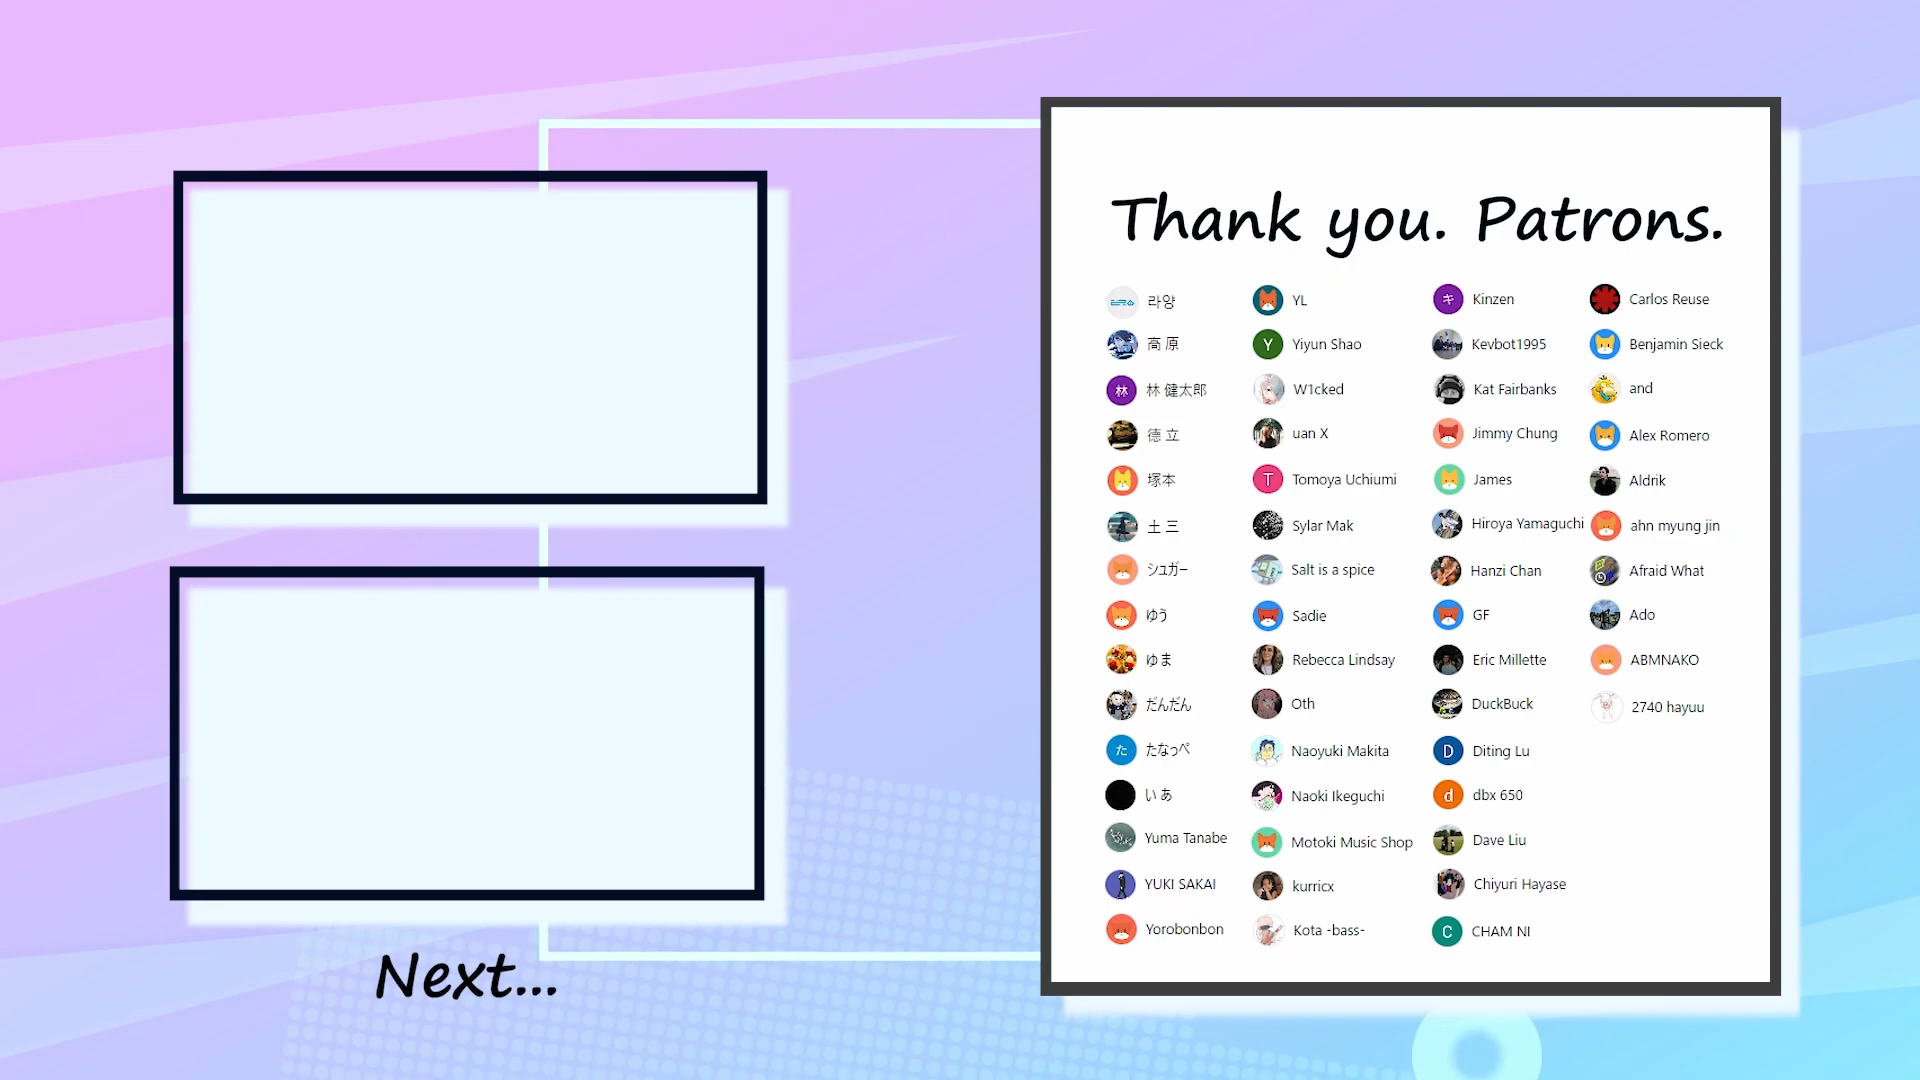 Thank you. Patrons.
라양
高 原
林
林 健太郎
德 立
塚本
土 三
シュガー
ゆう
ゆま
だんだん
た
たなっぺ
い あ
Yuma Tanabe
YUKI SAKAI
Yorobonbon
YL
Y
Yiyun Shao
W1cked
uan X
T
Tomoya Uchiumi
Sylar Mak
Salt is a spice
Sadie
Rebecca Lindsay
Oth
Naoyuki Makita
Naoki Ikeguchi
Motoki Music Shop
kurricx
Kota -bass-
キ
Kinzen
Kevbot1995
Kat Fairbanks
Jimmy Chung
James
Hiroya Yamaguchi
Hanzi Chan
GF
Eric Millette
DuckBuck
D
Diting Lu
d
dbx 650
Dave Liu
Chiyuri Hayase
C
CHAM NI
Carlos Reuse
Benjamin Sieck
and
Alex Romero
Aldrik
ahn myung jin
Afraid What
Ado
ABMNAKO
2740 hayuu
Next...